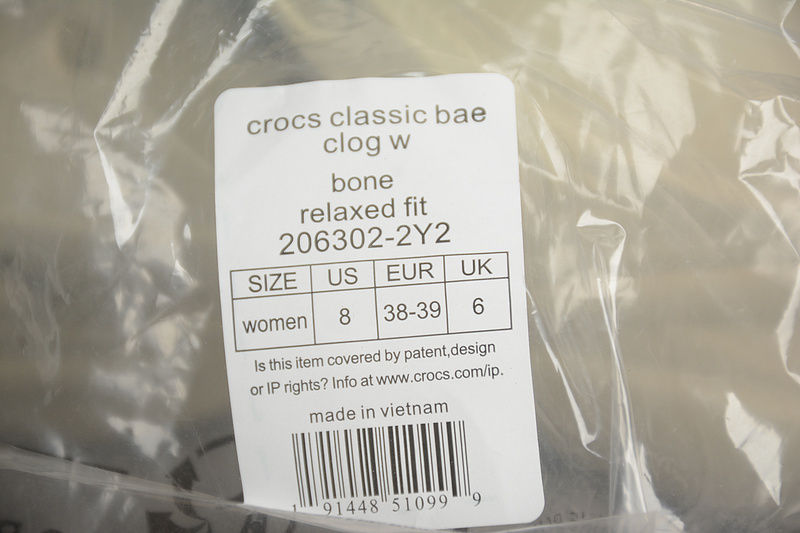 crocs classic bae
clog w
bone
relaxed fit
206302-2Y2
SIZE US EUR UK
women 8 38-39 6
Is this item covered by patent,design
or IP rights? Info at www.crocs.com/ip.
made in vietnam
1 91448 51099 9